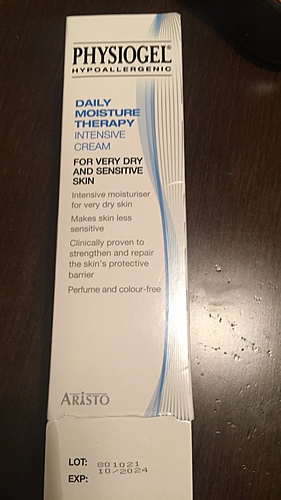 PHYSIOGEL®
HYPOALLERGENIC
DAILY
MOISTURE
THERAPY
INTENSIVE
CREAM
FOR VERY DRY
AND SENSITIVE
SKIN
Intensive moisturiser
for very dry skin
Makes skin less
sensitive
Clinically proven to
strengthen and repair
the skin's protective
barrier
Perfume and colour-free
ARISTO
LOT: 801021
EXP: 10/2024